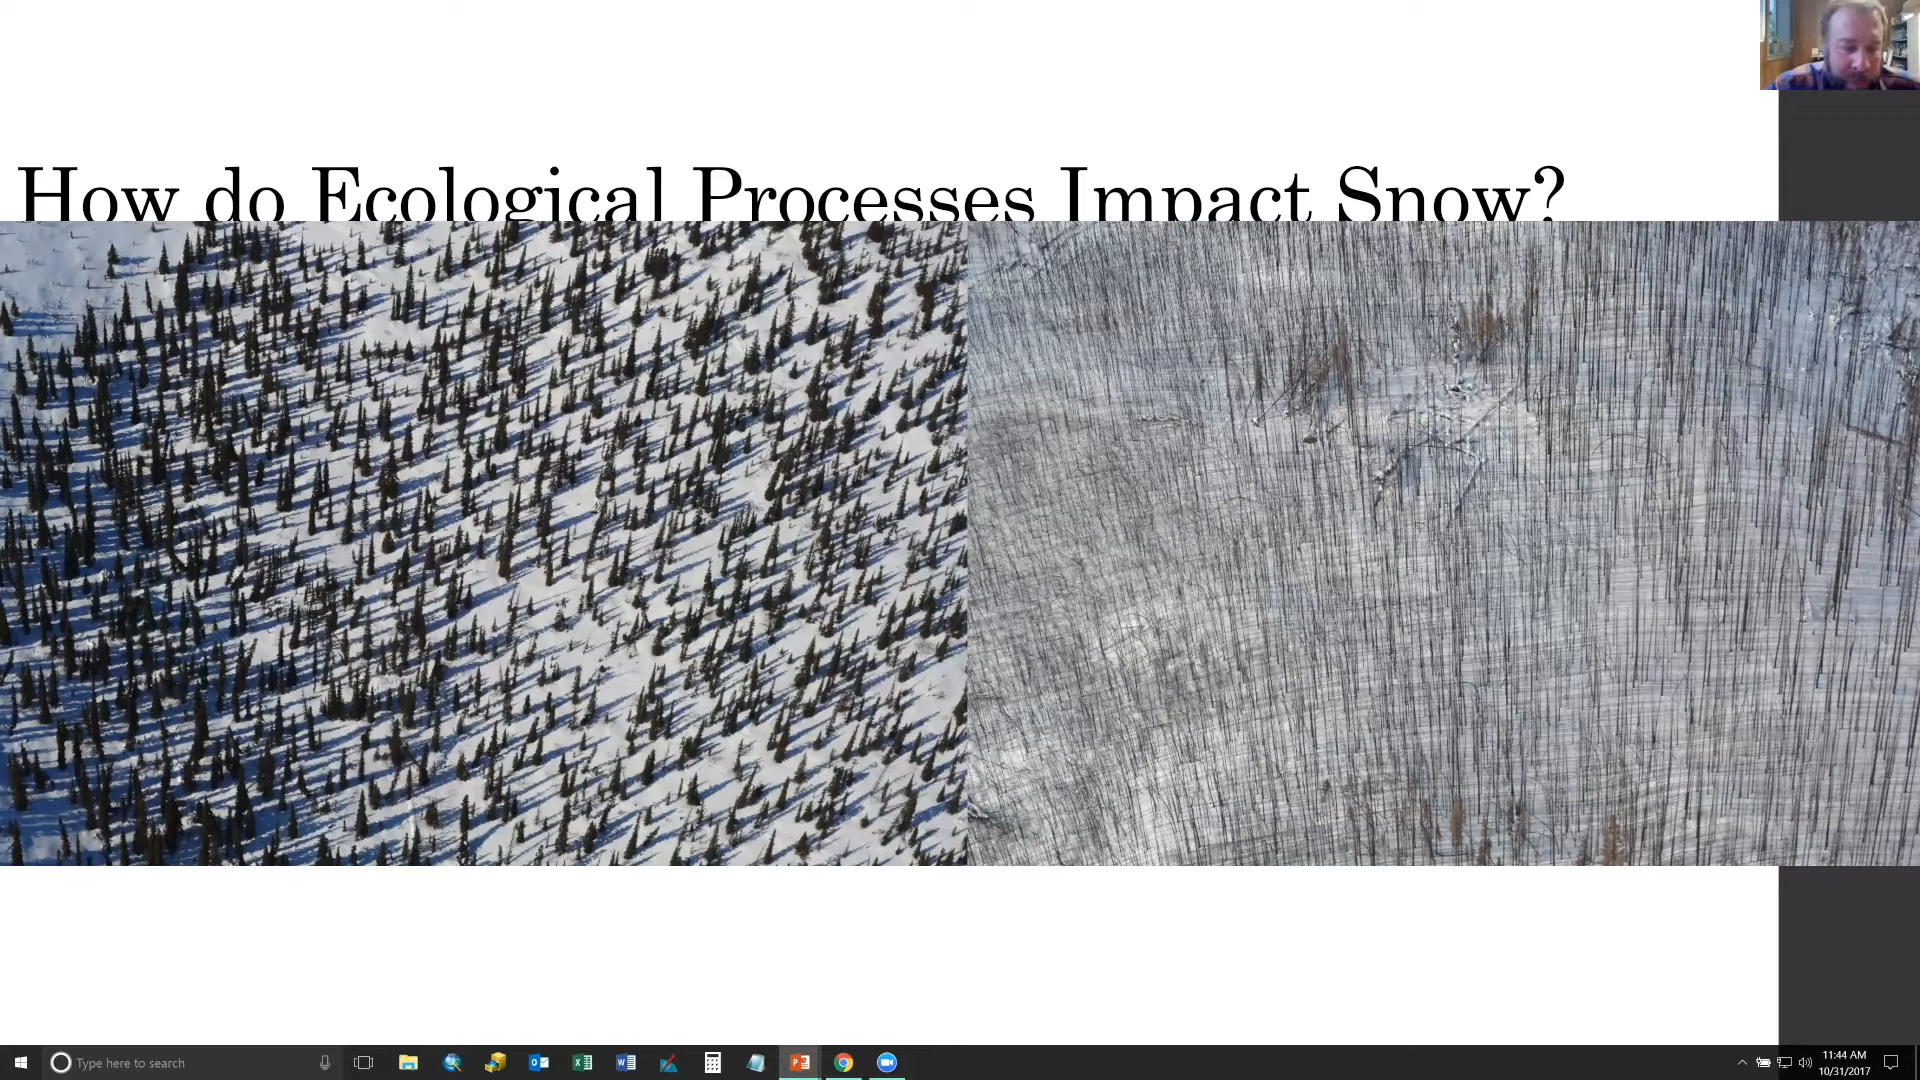 How do Ecological Processes Impact Snow?
Type here to search
11:44 AM
10/31/2017